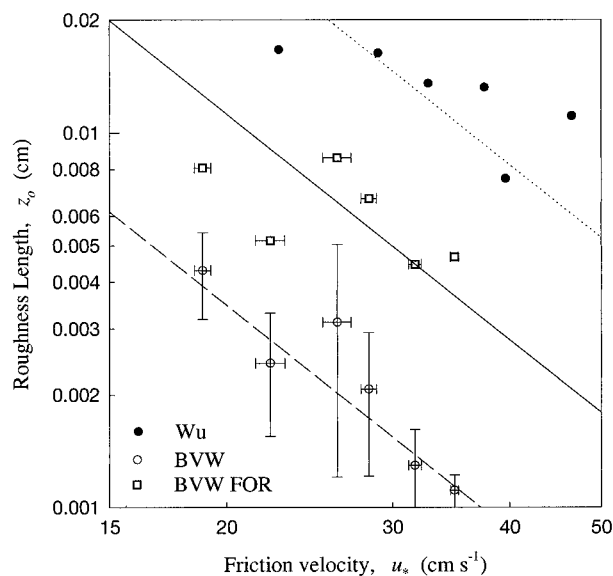 0.02
0.01
0.008
0.006
0.005
0.004
0.003
0.002
0.001
Roughness Length, z_o (cm)
Wu
BVW
BVW FOR
15 20 30 40 50
Friction velocity, u_* (cm s⁻¹)